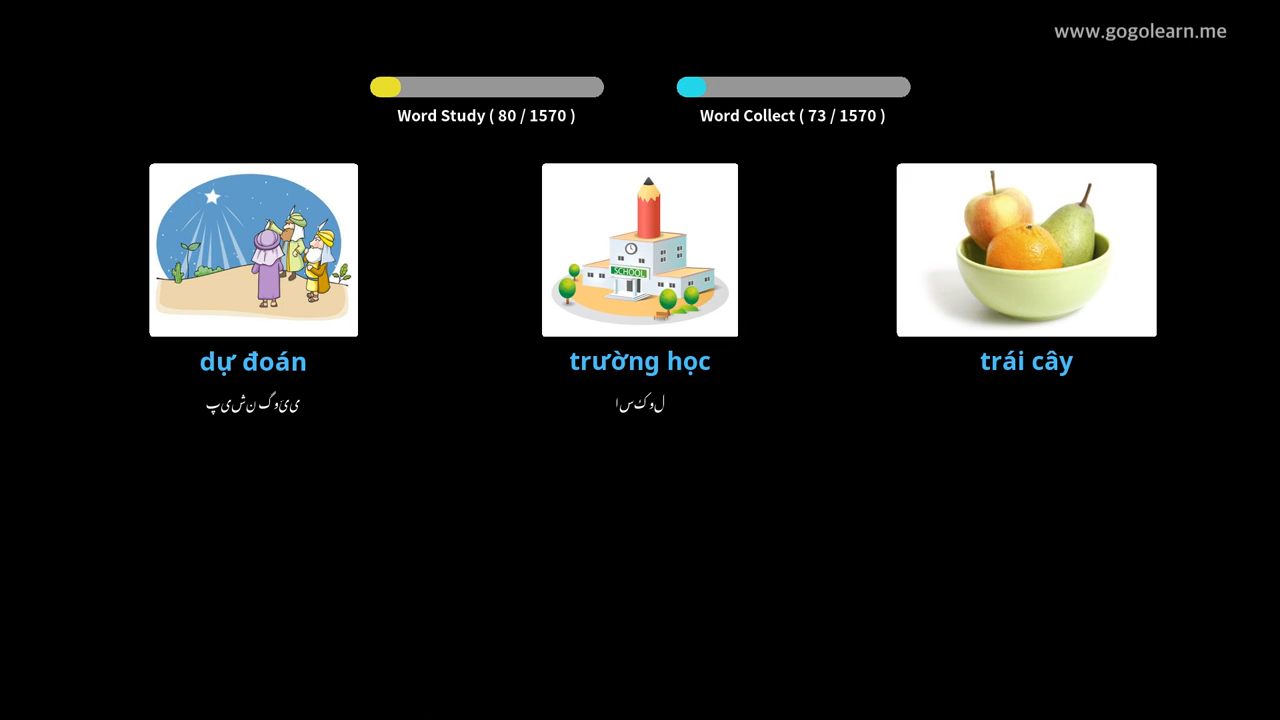 www.gogolearn.me
Word Study ( 80 / 1570 )
Word Collect ( 73 / 1570 )
SCHOOL
dự đoán
trường học
trái cây
پیشن گوئی
اسکول